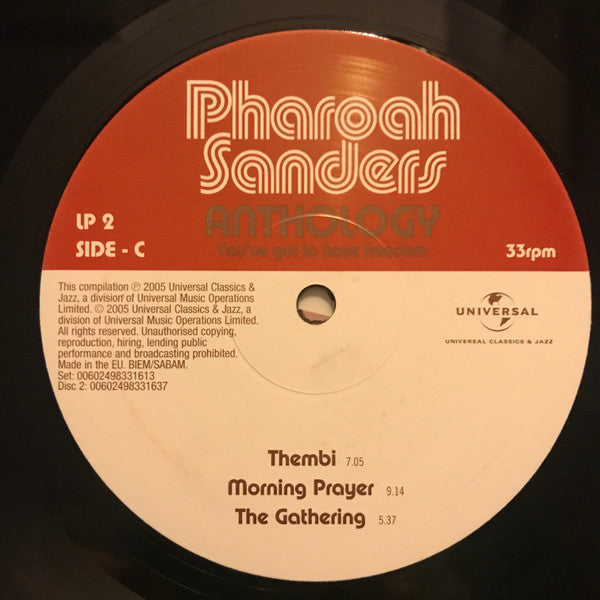 Pharoah
Sanders
ANTHOLOGY
You've got to have freedom
LP 2
SIDE - C
33rpm
This compilation ℗ 2005 Universal Classics &
Jazz, a division of Universal Music Operations
Limited. © 2005 Universal Classics & Jazz, a
division of Universal Music Operations Limited.
All rights reserved. Unauthorised copying,
reproduction, hiring, lending public
performance and broadcasting prohibited.
Made in the EU. BIEM/SABAM.
Set: 00602498331613
Disc 2: 00602498331637
UNIVERSAL
UNIVERSAL CLASSICS & JAZZ
Thembi 7.05
Morning Prayer 9.14
The Gathering 5.37